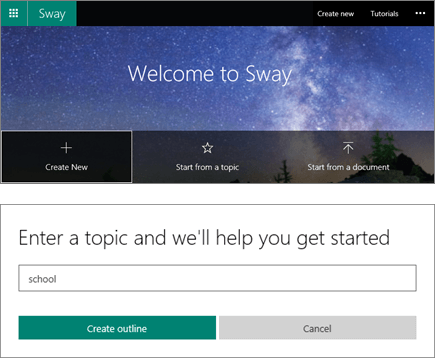 Sway Create new Tutorials
Welcome to Sway
Create New Start from a topic Start from a document
Enter a topic and we'll help you get started
school
Create outline Cancel